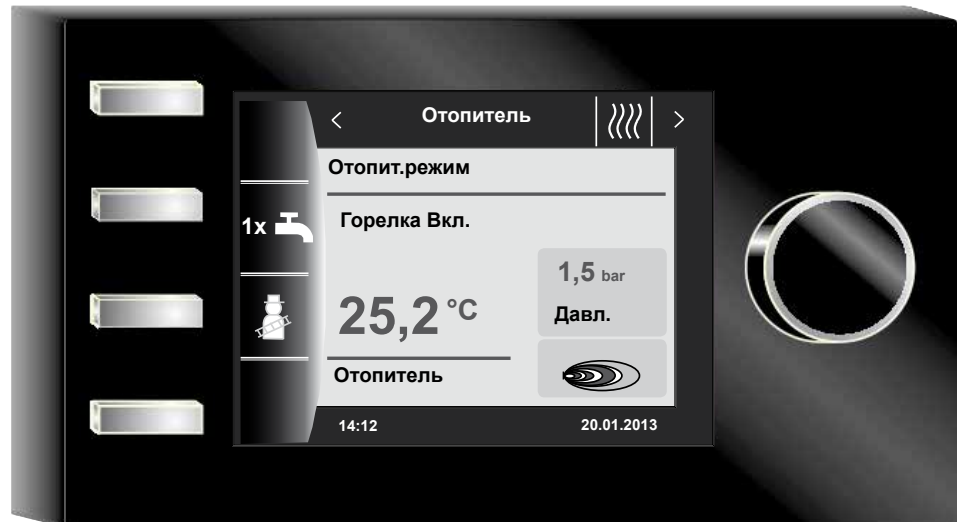 Отопитель
Отопит.режим
1x
Горелка Вкл.
1,5 bar
25,2 °C
Давл.
Отопитель
14:12
20.01.2013